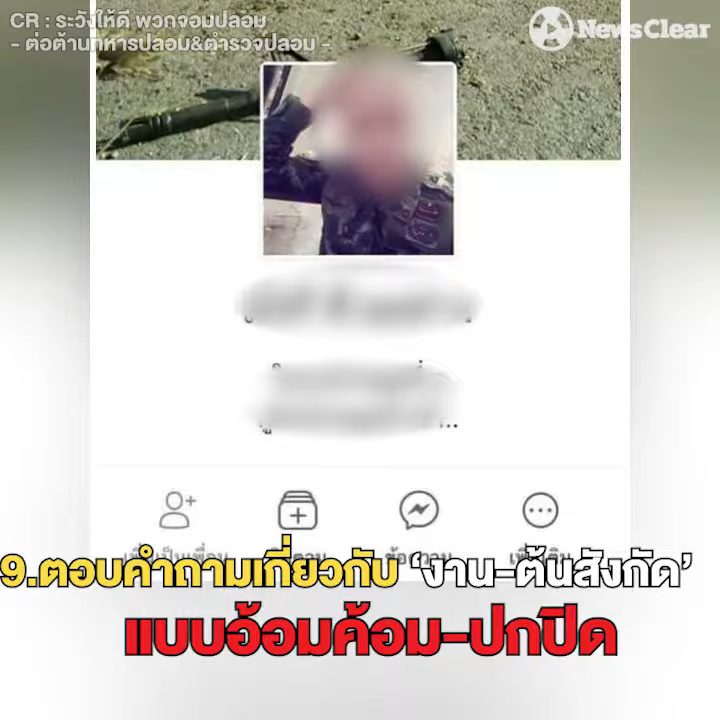 CR : ระวังให้ดี พวกจอมปลอม
- ต่อต้านทหารปลอม&ตำรวจปลอม -
NewsClear
9.ตอบคำถามเกี่ยวกับ ‘งาน-ต้นสังกัด’
แบบอ้อมค้อม-ปกปิด